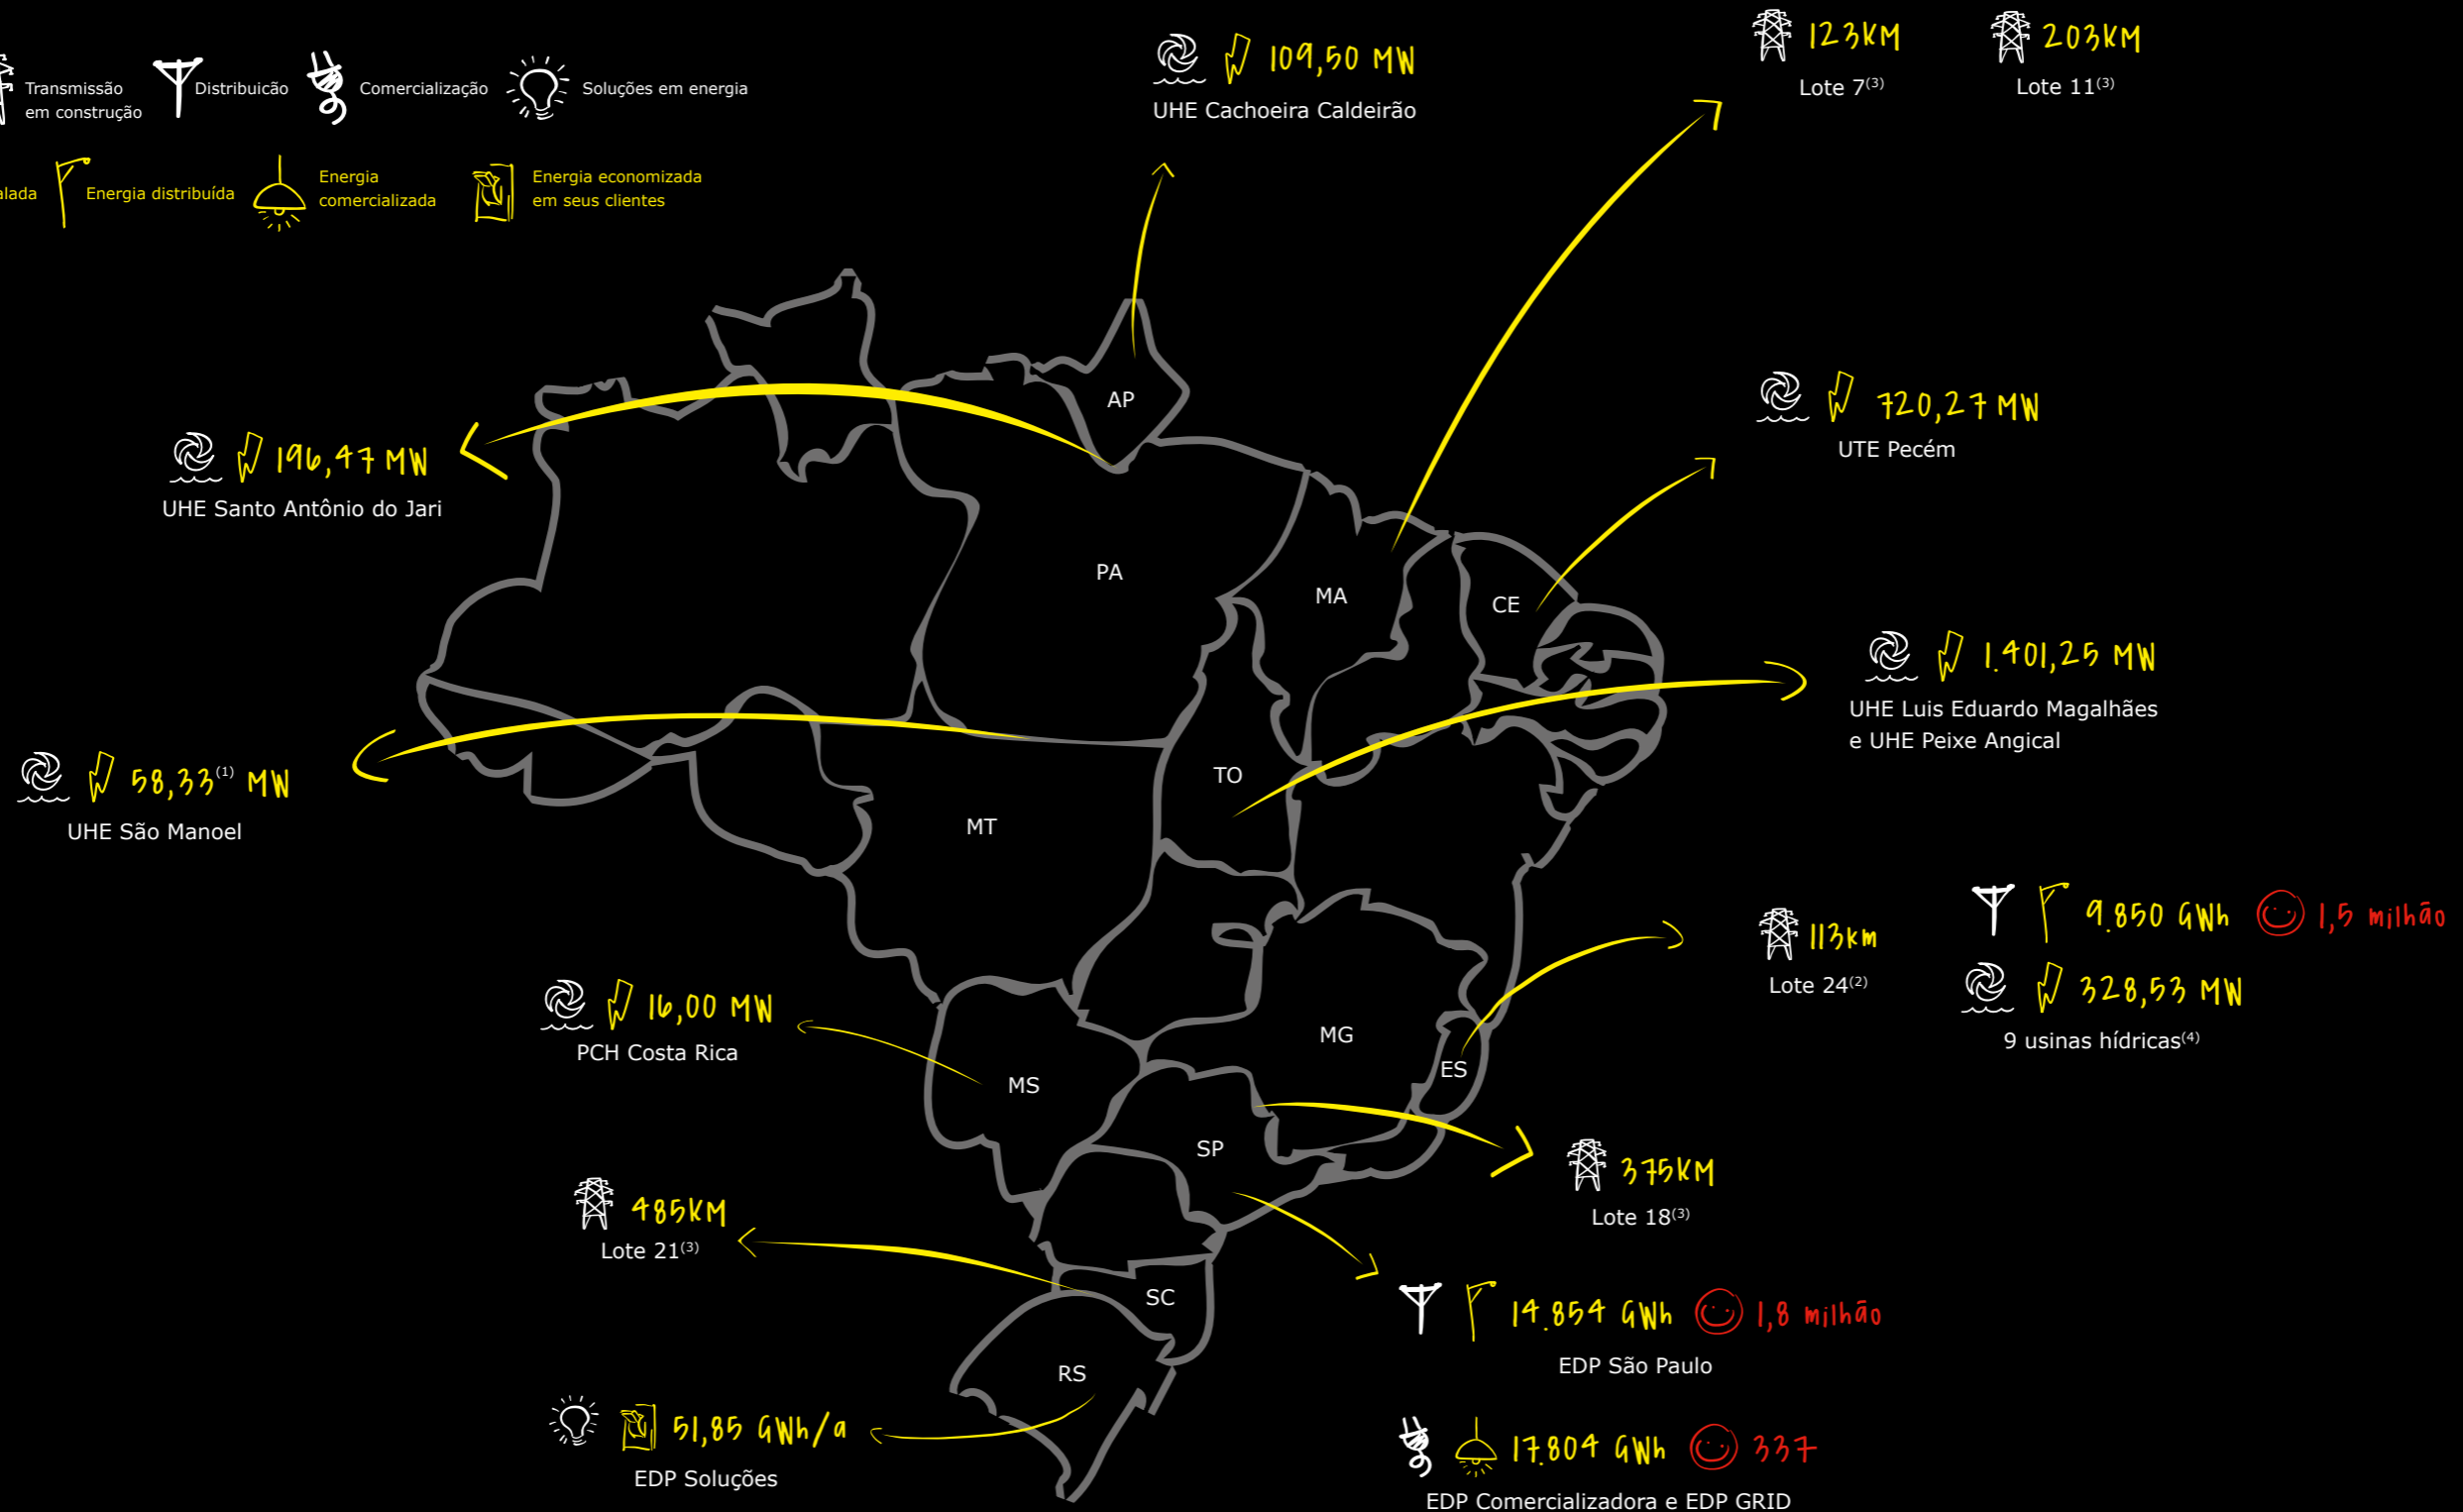 Transmissão
em construção
Distribuicão
Comercialização
Soluções em energia
alada
Energia distribuída
Energia
comercializada
Energia economizada
em seus clientes
109,50 MW
UHE Cachoeira Caldeirão
123KM
Lote 7(3)
203KM
Lote 11(3)
196,47 MW
UHE Santo Antônio do Jari
720,27 MW
UTE Pecém
AP
PA
MA
CE
1.401,25 MW
UHE Luis Eduardo Magalhães
e UHE Peixe Angical
58,33(1) MW
UHE São Manoel
TO
MT
9.850 GWh
1,5 milhão
113km
Lote 24(2)
328,53 MW
9 usinas hídricas(4)
16,00 MW
PCH Costa Rica
MS
MG
ES
SP
375KM
Lote 18(3)
485KM
Lote 21(3)
SC
RS
14.854 GWh
1,8 milhão
EDP São Paulo
51,85 GWh/a
EDP Soluções
17.804 GWh
337
EDP Comercializadora e EDP GRID